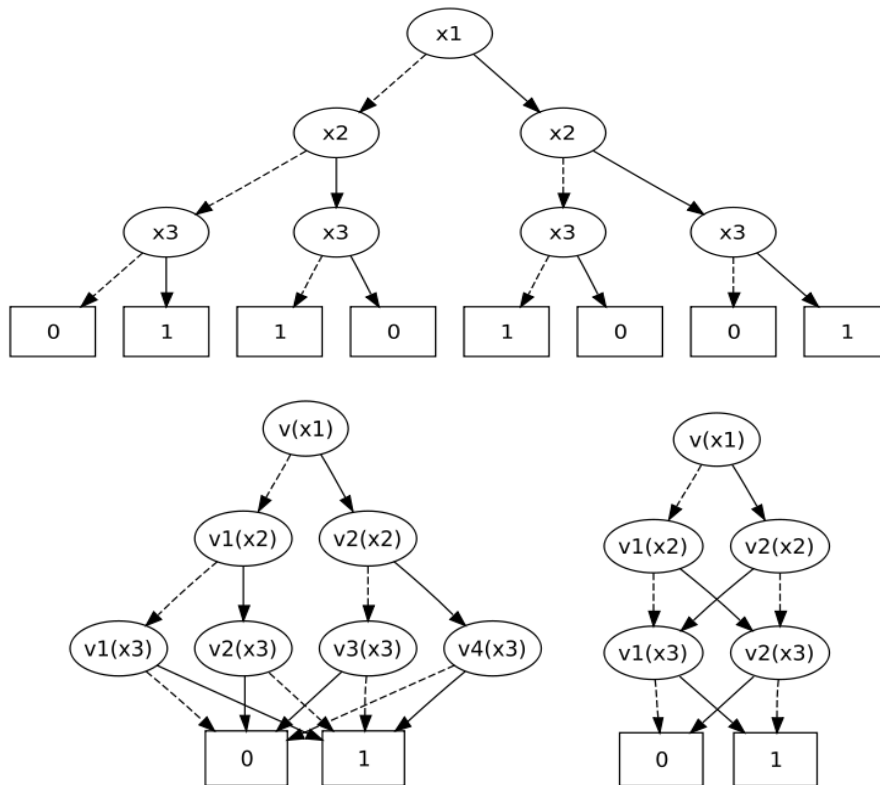 x1
x2 x2
x3 x3 x3 x3
0 1 1 0 1 0 0 1
v(x1)
v1(x2) v2(x2)
v1(x3) v2(x3) v3(x3) v4(x3)
0 1
v(x1)
v1(x2) v2(x2)
v1(x3) v2(x3)
0 1